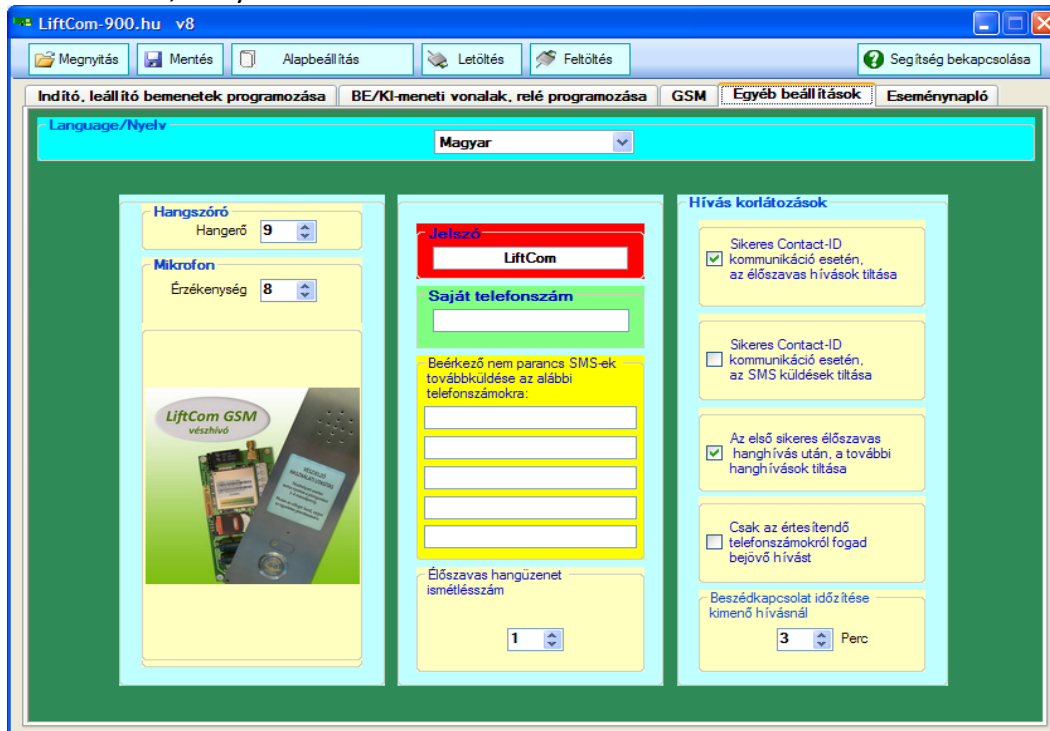 LiftCom-900.hu v8
Megnyitás Mentés Alapbeállítás Letöltés Feltöltés Segítség bekapcsolása
Indító, leállító bemenetek programozása BE/KI-meneti vonalak, relé programozása GSM Egyéb beállítások Eseménynapló
Language/Nyelv
Magyar
Hangszóró
Hangerő 9
Mikrofon
Érzékenység 8
LiftCom GSM
vészhívó
Jelszó
LiftCom
Saját telefonszám
Beérkező nem parancs SMS-ek
továbbküldése az alábbi
telefonszámokra:
Élőszavas hangüzenet
ismétlésszám
1
Hívás korlátozások
Sikeres Contact-ID
kommunikáció esetén,
az élőszavas hívások tiltása
Sikeres Contact-ID
kommunikáció esetén,
az SMS küldések tiltása
Az első sikeres élőszavas
hanghívás után, a további
hanghívások tiltása
Csak az értesítendő
telefonszámokról fogad
bejövő hívást
Beszédkapcsolat időzítése
kimenő hívásnál
3 Perc